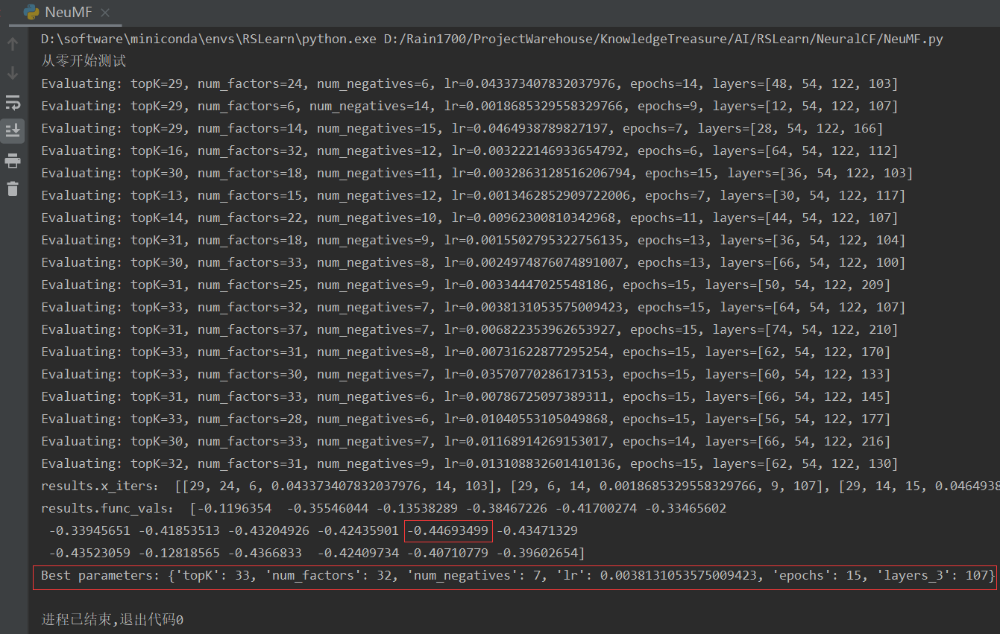 NeuMF
D:\software\miniconda\envs\RSLearn\python.exe D:/Rain1700/ProjectWarehouse/KnowledgeTreasure/AI/RSLearn/NeuralCF/NeuMF.py
从零开始测试
Evaluating: topK=29, num_factors=24, num_negatives=6, lr=0.043373407832037976, epochs=14, layers=[48, 54, 122, 103]
Evaluating: topK=29, num_factors=6, num_negatives=14, lr=0.0018685329558329766, epochs=9, layers=[12, 54, 122, 107]
Evaluating: topK=29, num_factors=14, num_negatives=15, lr=0.0464938789827197, epochs=7, layers=[28, 54, 122, 166]
Evaluating: topK=16, num_factors=32, num_negatives=12, lr=0.003222146933654792, epochs=6, layers=[64, 54, 122, 112]
Evaluating: topK=30, num_factors=18, num_negatives=11, lr=0.0032863128516206794, epochs=15, layers=[36, 54, 122, 103]
Evaluating: topK=13, num_factors=15, num_negatives=12, lr=0.0013462852909722006, epochs=7, layers=[30, 54, 122, 117]
Evaluating: topK=14, num_factors=22, num_negatives=10, lr=0.00962300810342968, epochs=11, layers=[44, 54, 122, 107]
Evaluating: topK=31, num_factors=18, num_negatives=9, lr=0.0015502795322756135, epochs=13, layers=[36, 54, 122, 104]
Evaluating: topK=30, num_factors=33, num_negatives=8, lr=0.0024974876074891007, epochs=13, layers=[66, 54, 122, 100]
Evaluating: topK=31, num_factors=25, num_negatives=9, lr=0.00334447025548186, epochs=15, layers=[50, 54, 122, 209]
Evaluating: topK=33, num_factors=32, num_negatives=7, lr=0.0038131053575009423, epochs=15, layers=[64, 54, 122, 107]
Evaluating: topK=31, num_factors=37, num_negatives=7, lr=0.006822353962653927, epochs=15, layers=[74, 54, 122, 210]
Evaluating: topK=33, num_factors=31, num_negatives=8, lr=0.00731622877295254, epochs=15, layers=[62, 54, 122, 170]
Evaluating: topK=33, num_factors=30, num_negatives=7, lr=0.03570770286173153, epochs=15, layers=[60, 54, 122, 133]
Evaluating: topK=31, num_factors=33, num_negatives=6, lr=0.00786725097389311, epochs=15, layers=[66, 54, 122, 145]
Evaluating: topK=33, num_factors=28, num_negatives=6, lr=0.01040553105049868, epochs=15, layers=[56, 54, 122, 177]
Evaluating: topK=30, num_factors=33, num_negatives=7, lr=0.01168914269153017, epochs=14, layers=[66, 54, 122, 216]
Evaluating: topK=32, num_factors=31, num_negatives=9, lr=0.013108832601410136, epochs=15, layers=[62, 54, 122, 130]
results.x_iters： [[29, 24, 6, 0.043373407832037976, 14, 103], [29, 6, 14, 0.0018685329558329766, 9, 107], [29, 14, 15, 0.0464938
results.func_vals： [-0.1196354  -0.35546044 -0.13538289 -0.38467226 -0.41700274 -0.33465602
-0.33945651 -0.41853513 -0.43204926 -0.42435901 -0.44693499 -0.43471329
-0.43523059 -0.12818565 -0.4366833  -0.42409734 -0.40710779 -0.39602654]
Best parameters: {'topK': 33, 'num_factors': 32, 'num_negatives': 7, 'lr': 0.0038131053575009423, 'epochs': 15, 'layers_3': 107}
进程已结束,退出代码0